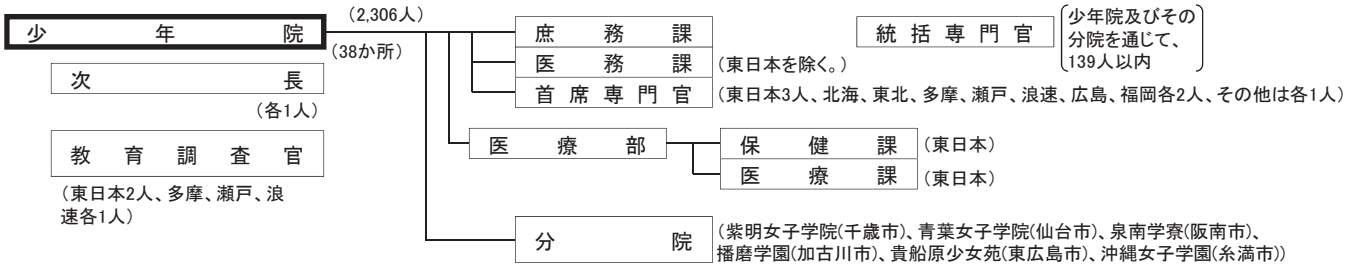 少年院
(2,306人)
(38か所)
次長
(各1人)
教育調査官
(東日本2人、多摩、瀬戸、浪
速各1人)
庶務課
医務課
(東日本を除く。)
首席専門官
(東日本3人、北海、東北、多摩、瀬戸、浪速、広島、福岡各2人、その他は各1人)
統括専門官
少年院及びその
分院を通じて、
139人以内
医療部
保健課
(東日本)
医療課
(東日本)
分院
(紫明女子学院(千歳市)、青葉女子学院(仙台市)、泉南学寮(阪南市)、
播磨学園(加古川市)、貴船原少女苑(東広島市)、沖縄女子学園(糸満市))